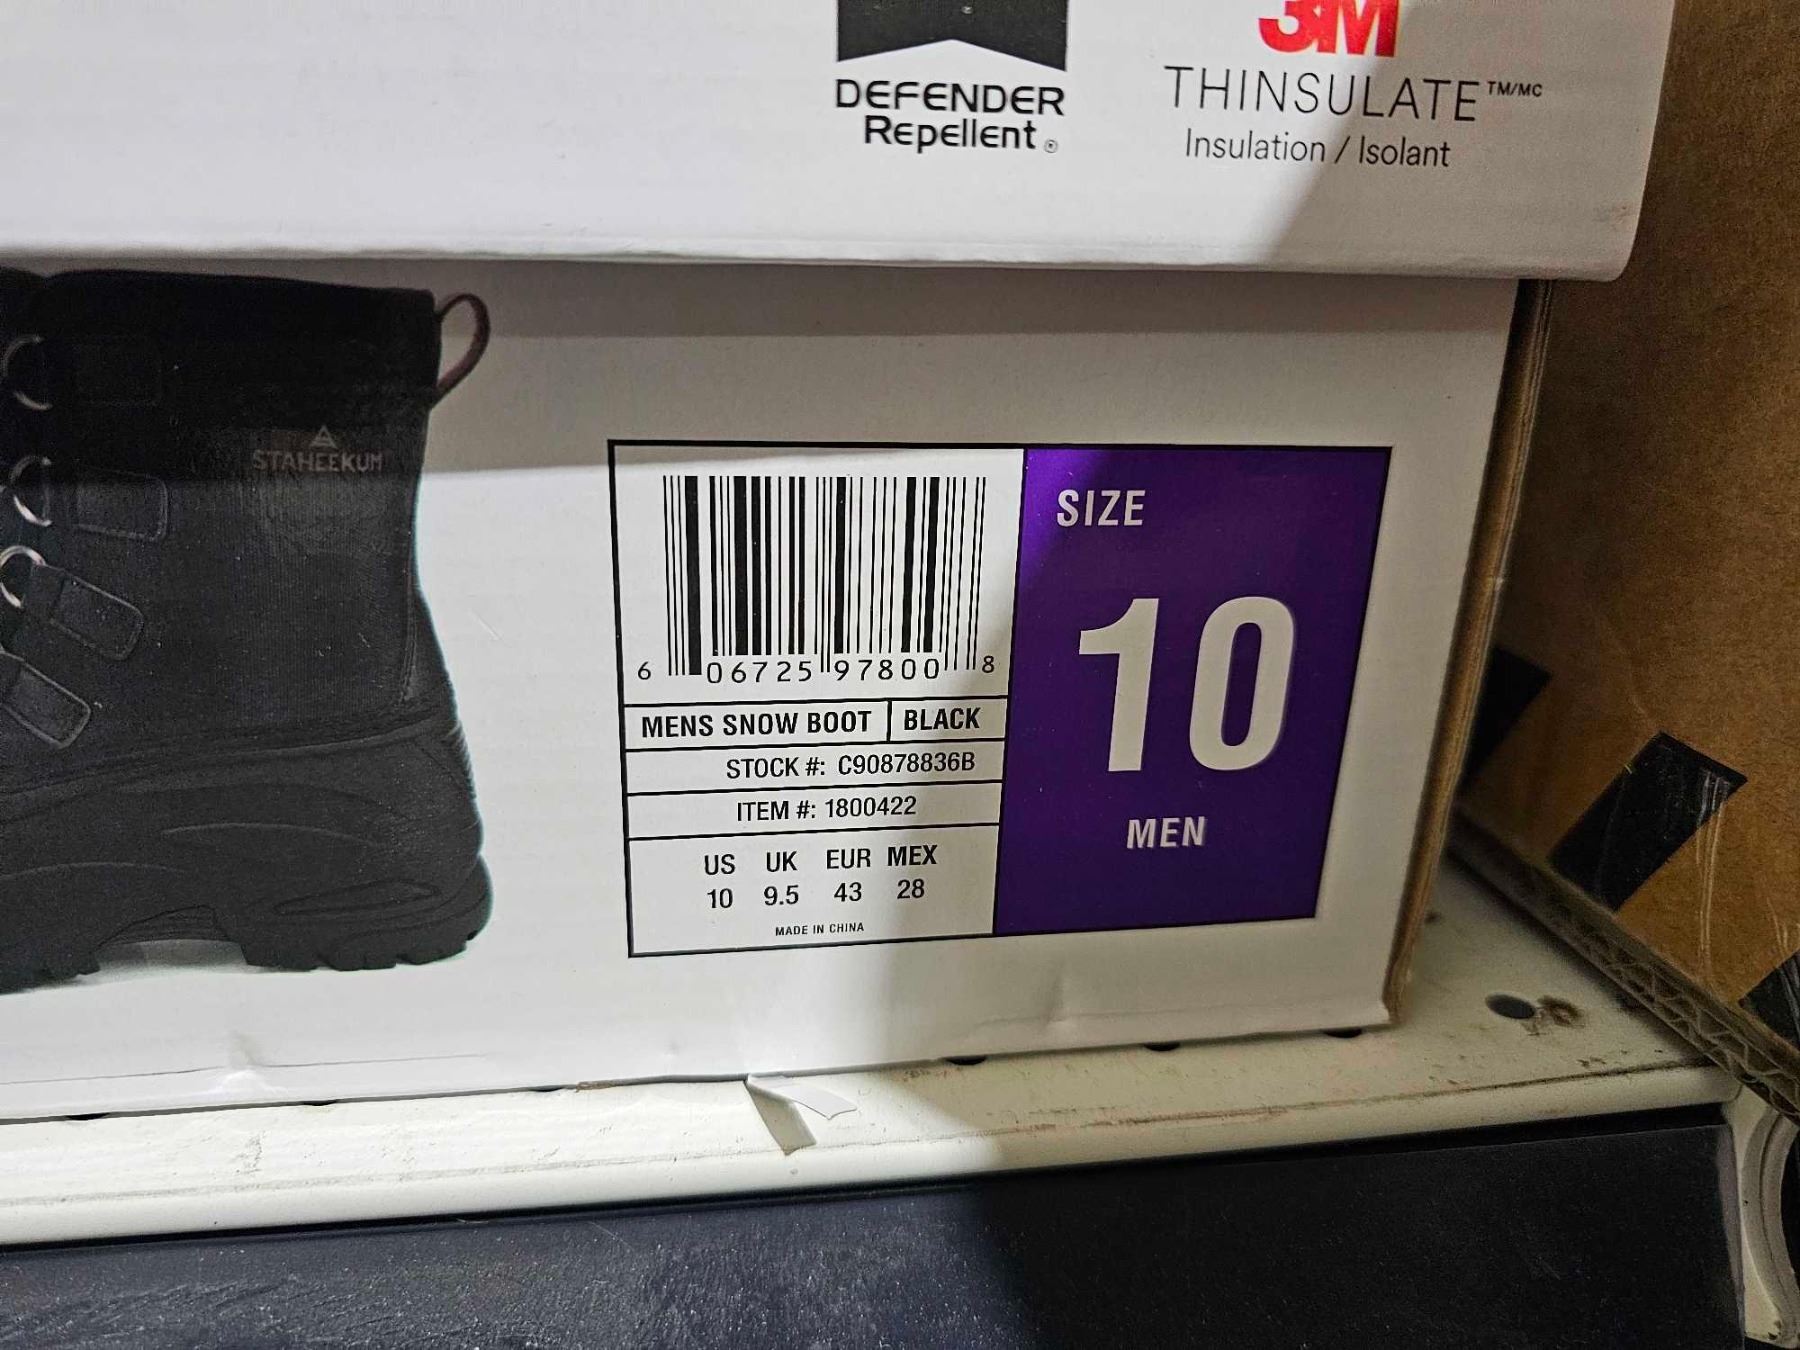 3M
DEFENDER
Repellent®
THINSULATE™/MC
Insulation / Isolant
STAHEEKUM
6 06725 97800 8
MENS SNOW BOOT BLACK
STOCK #: C90878836B
ITEM #: 1800422
US UK EUR MEX
10 9.5 43 28
MADE IN CHINA
SIZE
10
MEN